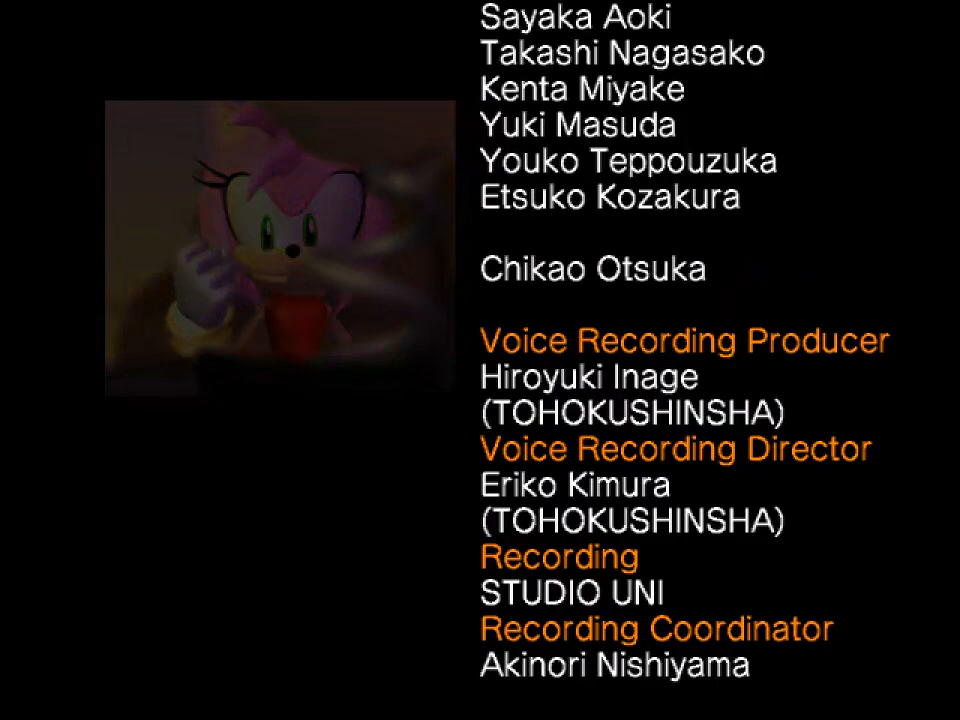 Sayaka Aoki
Takashi Nagasako
Kenta Miyake
Yuki Masuda
Youko Teppouzuka
Etsuko Kozakura
Chikao Otsuka
Voice Recording Producer
Hiroyuki Inage
(TOHOKUSHINSHA)
Voice Recording Director
Eriko Kimura
(TOHOKUSHINSHA)
Recording
STUDIO UNI
Recording Coordinator
Akinori Nishiyama